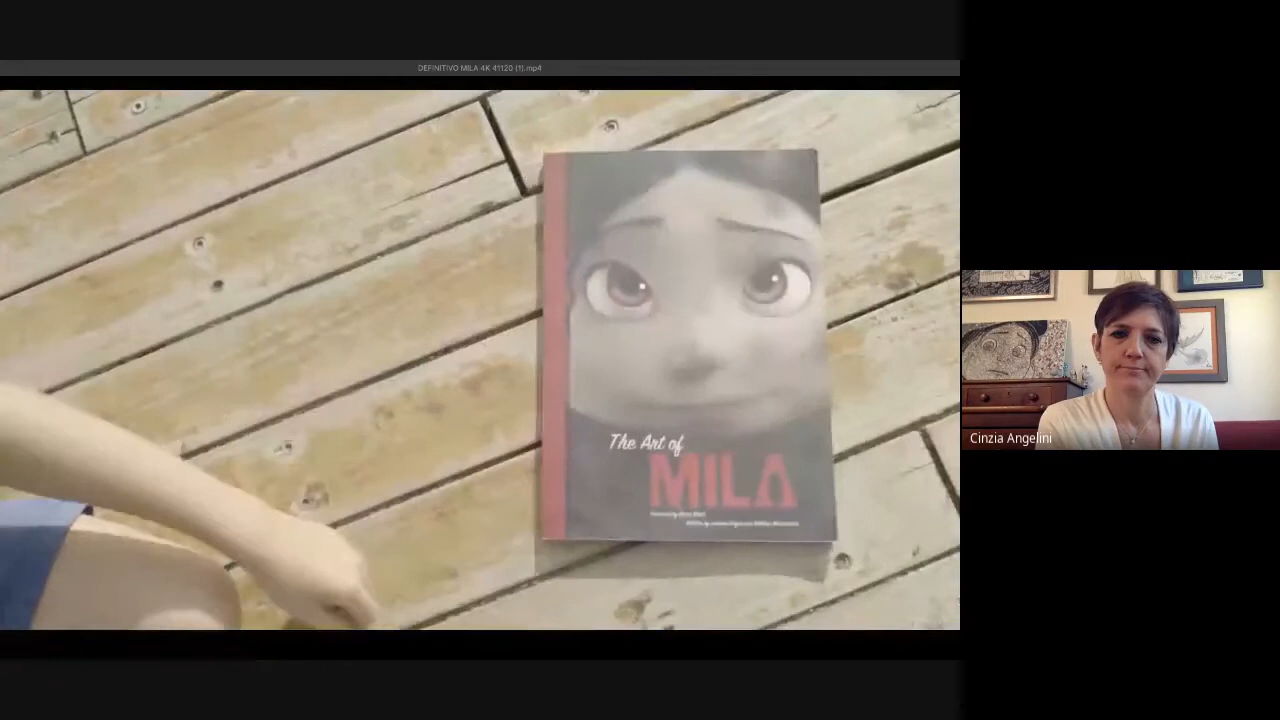 DEFINITIVO MILA 4K 41120 (1).mp4
The Art of
MILA
Cinzia Angelini